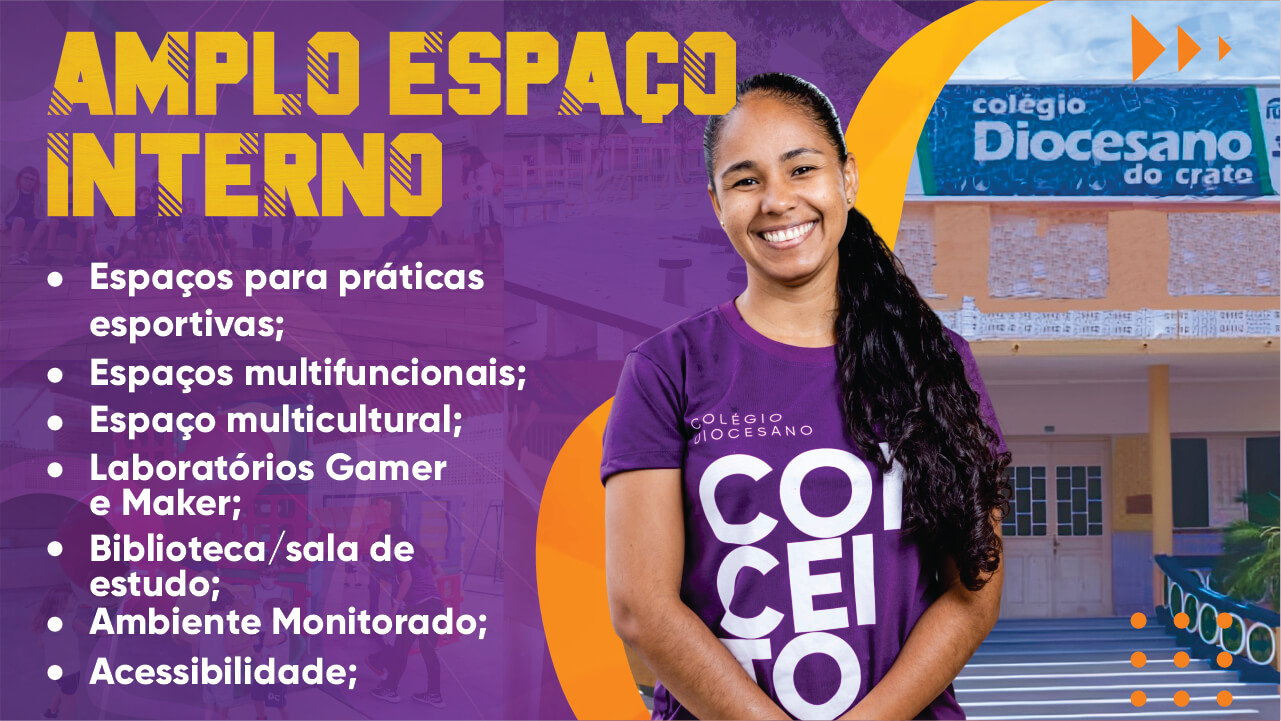 AMPLO ESPAÇO
INTERNO
• Espaços para práticas
esportivas;
• Espaços multifuncionais;
• Espaço multicultural;
• Laboratórios Gamer
e Maker;
• Biblioteca/sala de
estudo;
• Ambiente Monitorado;
• Acessibilidade;
COLÉGIO
DIOCESANO
CO
CEI
TO
colégio
Diocesano
do crato